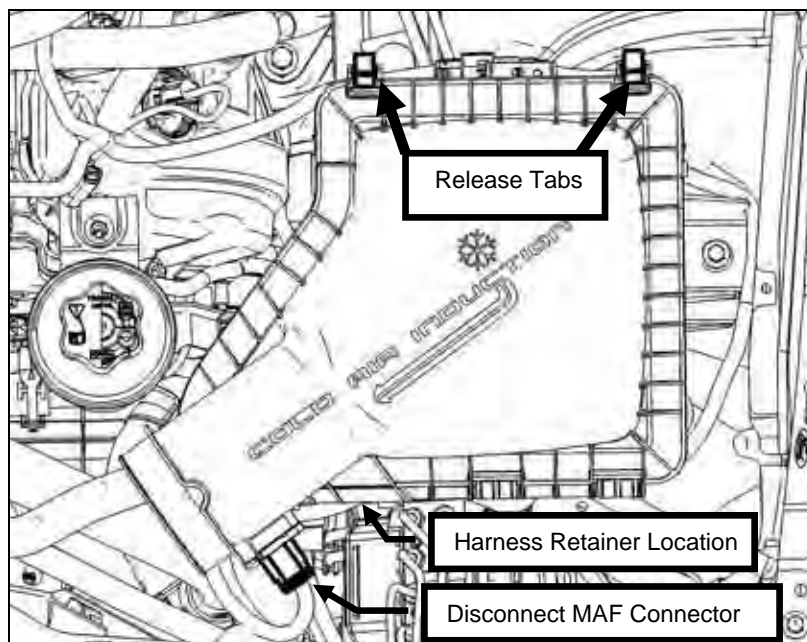 Release Tabs
COLD AIR INDUCTION
Harness Retainer Location
Disconnect MAF Connector